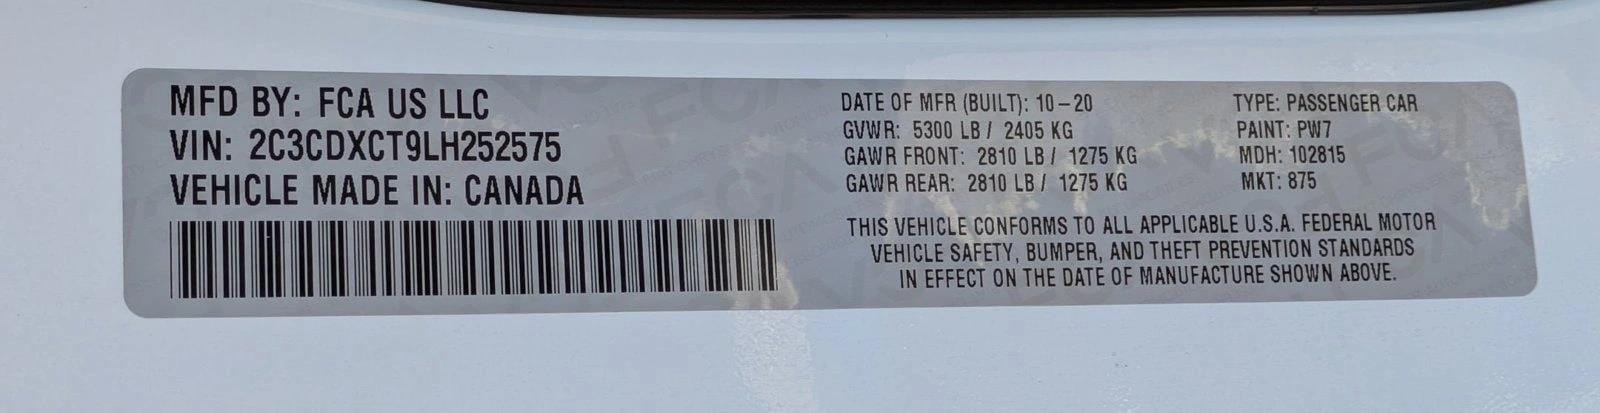 MFD BY: FCA US LLC
VIN: 2C3CDXCT9LH252575
VEHICLE MADE IN: CANADA
DATE OF MFR (BUILT): 10-20
GVWR: 5300 LB / 2405 KG
GAWR FRONT: 2810 LB / 1275 KG
GAWR REAR: 2810 LB / 1275 KG
TYPE: PASSENGER CAR
PAINT: PW7
MDH: 102815
MKT: 875
THIS VEHICLE CONFORMS TO ALL APPLICABLE U.S.A. FEDERAL MOTOR
VEHICLE SAFETY, BUMPER, AND THEFT PREVENTION STANDARDS
IN EFFECT ON THE DATE OF MANUFACTURE SHOWN ABOVE.